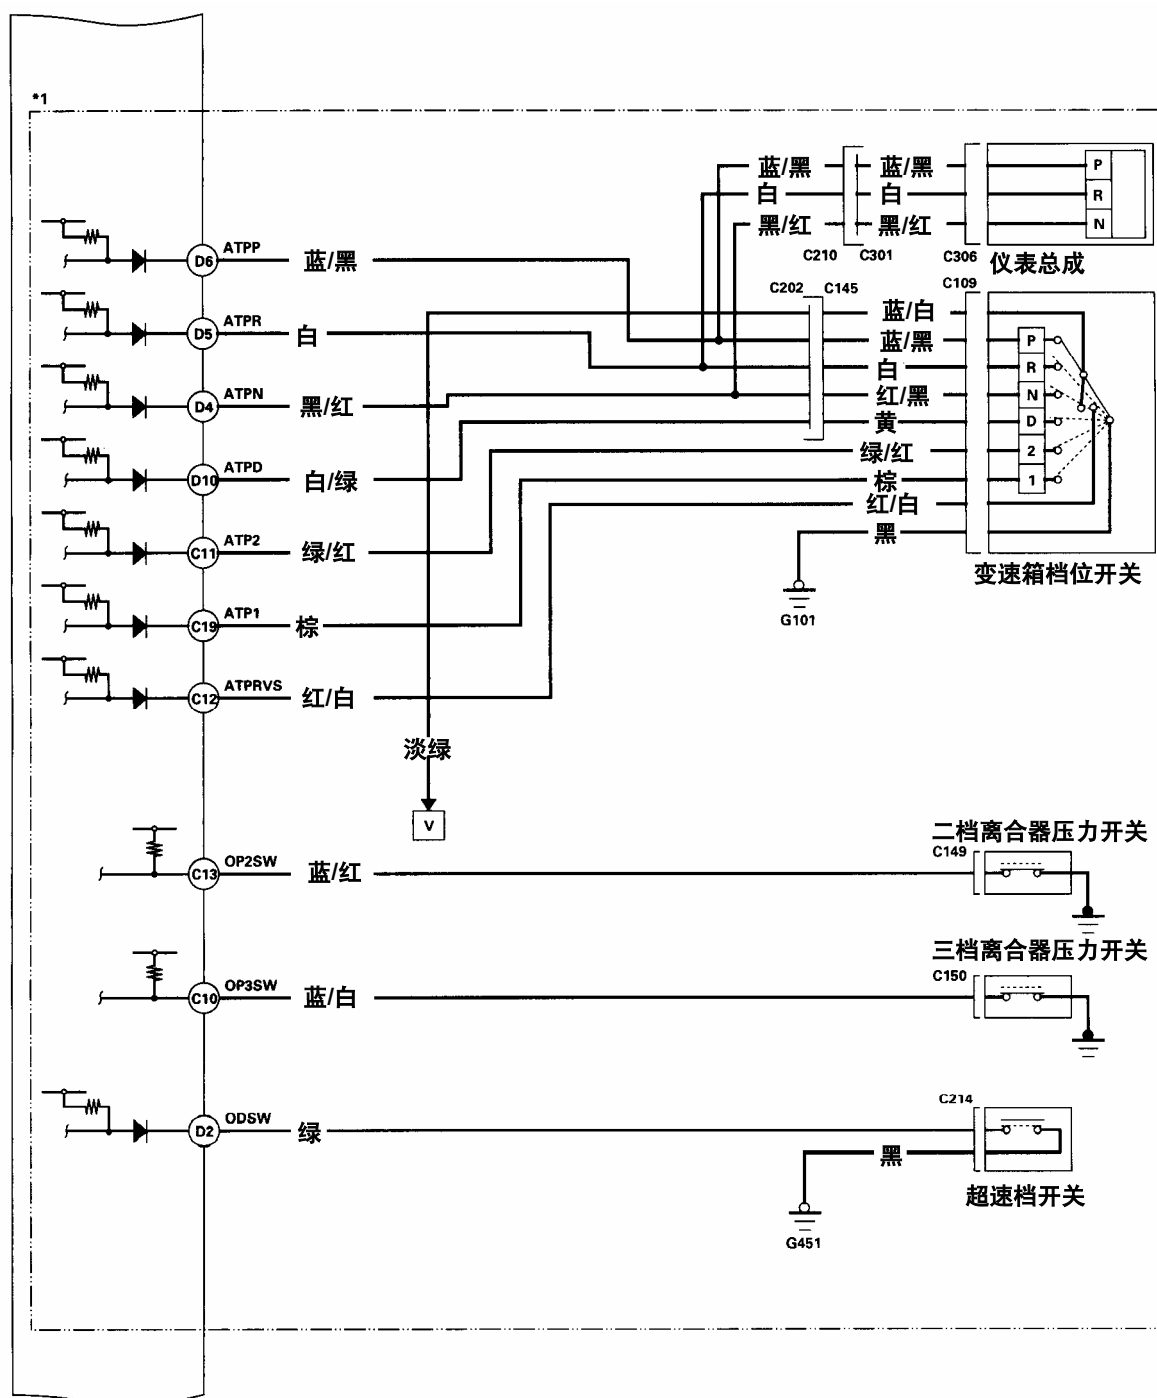 *1
蓝/黑 蓝/黑 P
白 白 R
黑/红 黑/红 N
C210 C301 C306 仪表总成
D6 ATPP 蓝/黑
C202 C145 C109
蓝/白
D5 ATPR 白
蓝/黑 P
白 R
D4 ATPN 黑/红
红/黑 N
黄 D
D10 ATPD 白/绿
绿/红 2
棕 1
红/白
黑
C11 ATP2 绿/红
变速箱档位开关
G101
C19 ATP1 棕
C12 ATPRVS 红/白
淡绿
V
二档离合器压力开关
C149
C13 OP2SW 蓝/红
三档离合器压力开关
C150
C10 OP3SW 蓝/白
C214
D2 ODSW 绿
黑
超速档开关
G451